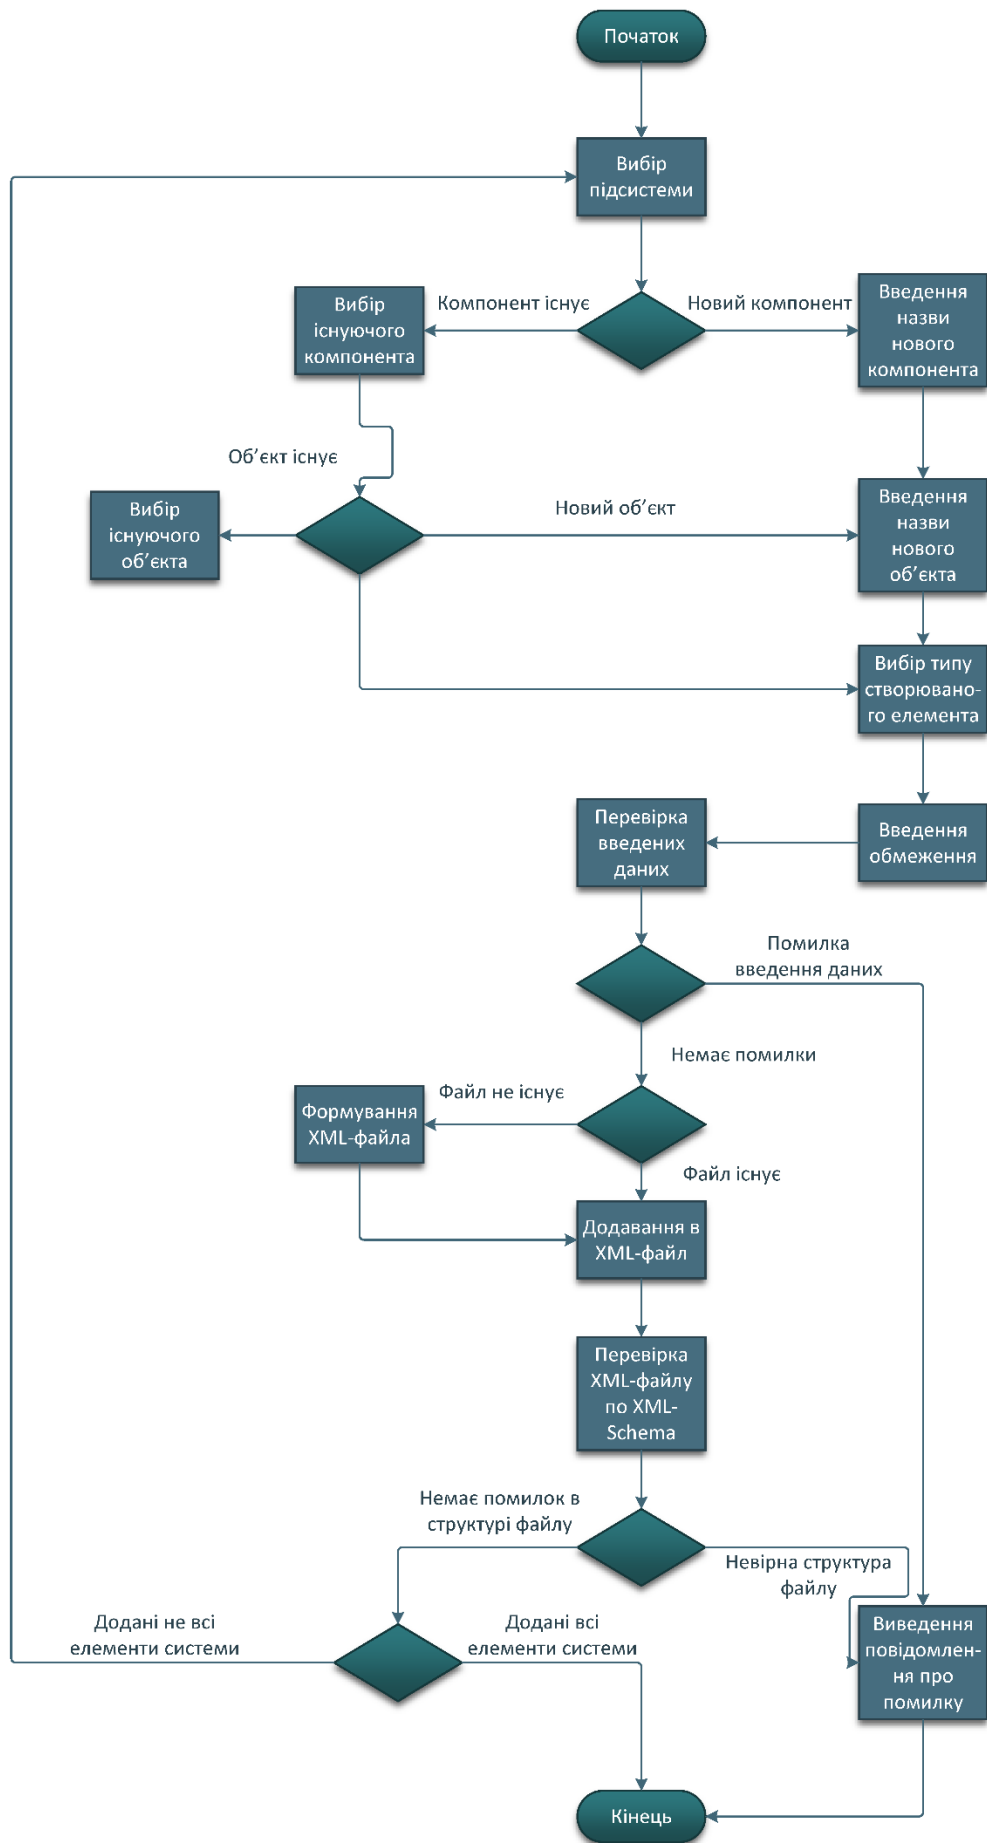 Початок
Вибір
підсистеми
Компонент існує
Новий компонент
Вибір
існуючого
компонента
Введення
назви
нового
компонента
Об’єкт існує
Новий об’єкт
Вибір
існуючого
об’єкта
Введення
назви
нового
об’єкта
Вибір типу
створювано-
го елемента
Введення
обмеження
Перевірка
введених
даних
Помилка
введення даних
Немає помилки
Файл не існує
Формування
XML-файла
Файл існує
Додавання в
XML-файл
Перевірка
XML-файлу
по XML-
Schema
Немає помилок в
структурі файлу
Невірна структура
файлу
Додані не всі
елементи системи
Додані всі
елементи системи
Виведення
повідомлен-
ня про
помилку
Кінець